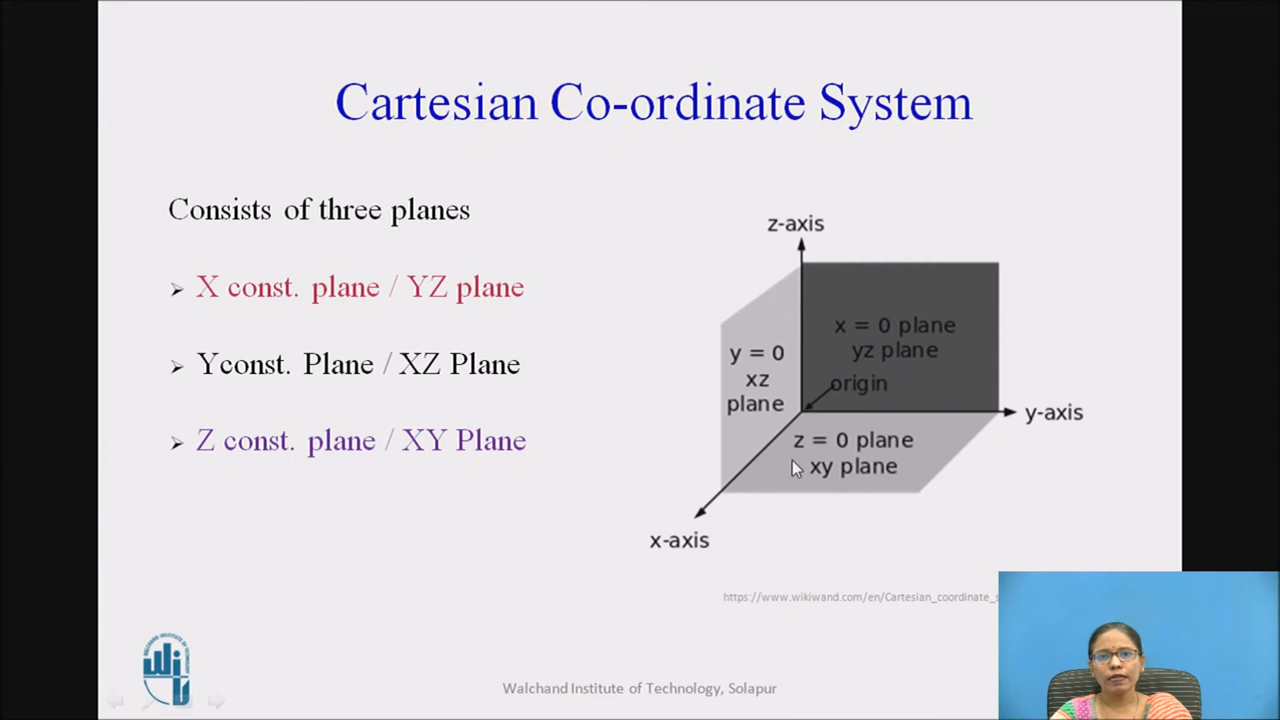 Cartesian Co-ordinate System
Consists of three planes
X const. plane / YZ plane
Yconst. Plane / XZ Plane
Z const. plane / XY Plane
z-axis
x = 0 plane
yz plane
y = 0
xz
plane
origin
y-axis
z = 0 plane
xy plane
x-axis
https://www.wikiwand.com/en/Cartesian_coordinate_s
Walchand Institute of Technology, Solapur